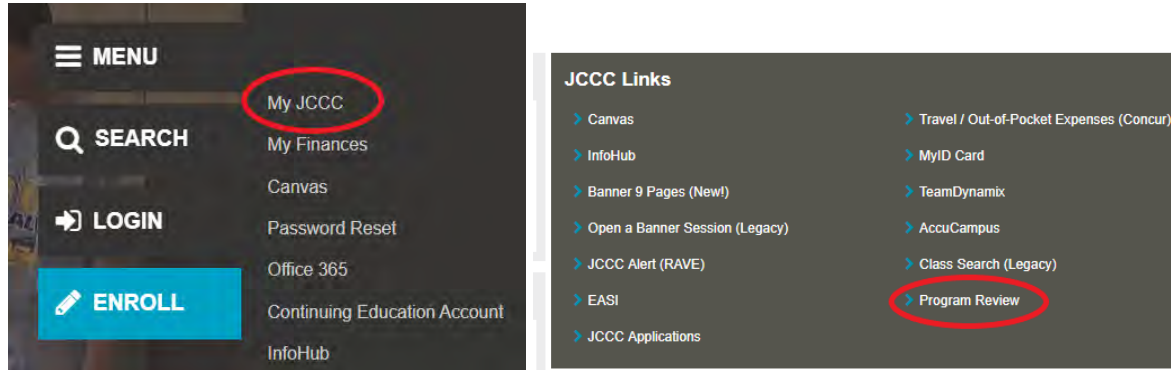 MENU
SEARCH
LOGIN
ENROLL
My JCCC
My Finances
Canvas
Password Reset
Office 365
Continuing Education Account
InfoHub
JCCC Links
Canvas
InfoHub
Banner 9 Pages (New!)
Open a Banner Session (Legacy)
JCCC Alert (RAVE)
EASI
JCCC Applications
Travel / Out-of-Pocket Expenses (Concur)
MyID Card
TeamDynamix
AccuCampus
Class Search (Legacy)
Program Review